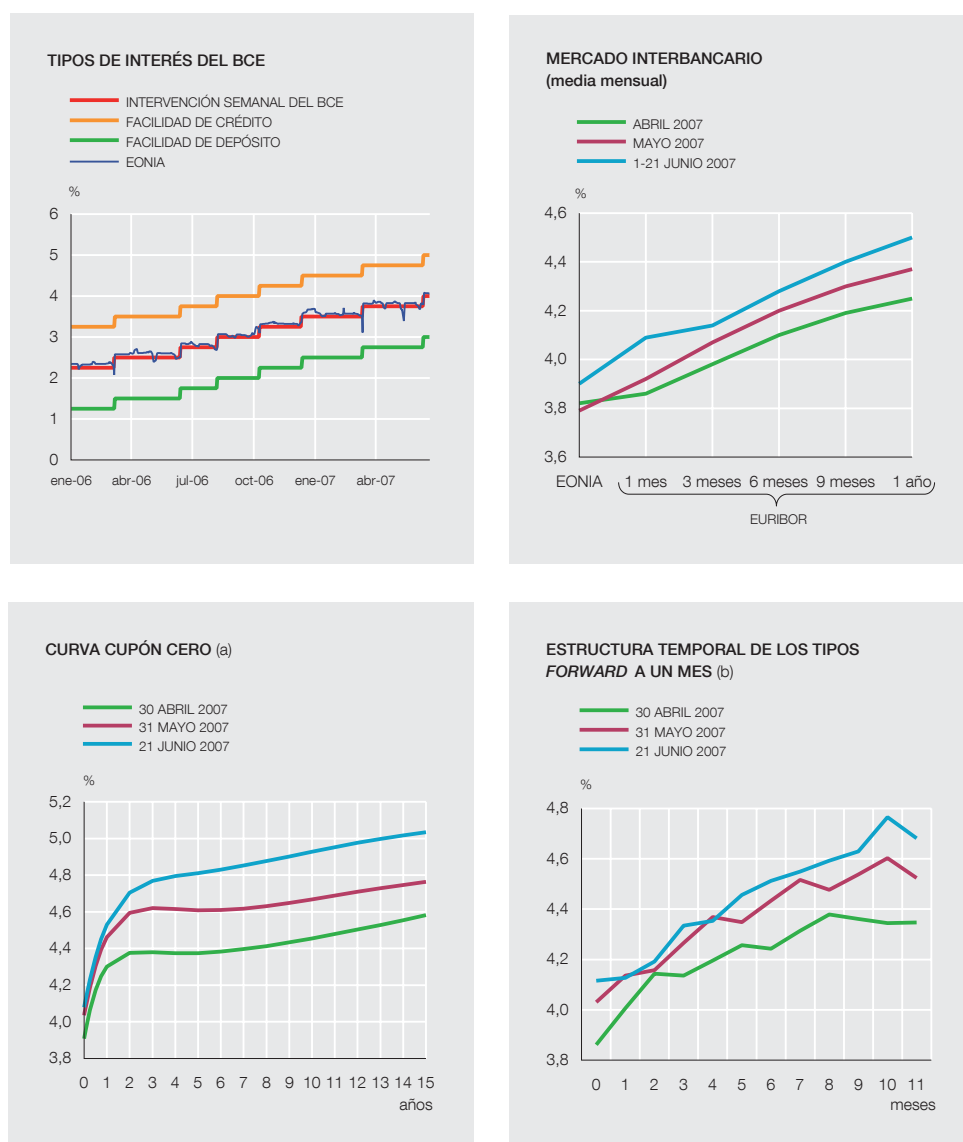 TIPOS DE INTERÉS DEL BCE
INTERVENCIÓN SEMANAL DEL BCE
FACILIDAD DE CRÉDITO
FACILIDAD DE DEPÓSITO
EONIA
%
6
5
4
3
2
1
0
ene-06 abr-06 jul-06 oct-06 ene-07 abr-07
MERCADO INTERBANCARIO
(media mensual)
ABRIL 2007
MAYO 2007
1-21 JUNIO 2007
%
4,6
4,4
4,2
4,0
3,8
3,6
EONIA 1 mes 3 meses 6 meses 9 meses 1 año
EURIBOR
CURVA CUPÓN CERO (a)
30 ABRIL 2007
31 MAYO 2007
21 JUNIO 2007
%
5,2
5,0
4,8
4,6
4,4
4,2
4,0
3,8
0 1 2 3 4 5 6 7 8 9 10 11 12 13 14 15
años
ESTRUCTURA TEMPORAL DE LOS TIPOS
FORWARD A UN MES (b)
30 ABRIL 2007
31 MAYO 2007
21 JUNIO 2007
%
4,8
4,6
4,4
4,2
4,0
3,8
0 1 2 3 4 5 6 7 8 9 10 11
meses